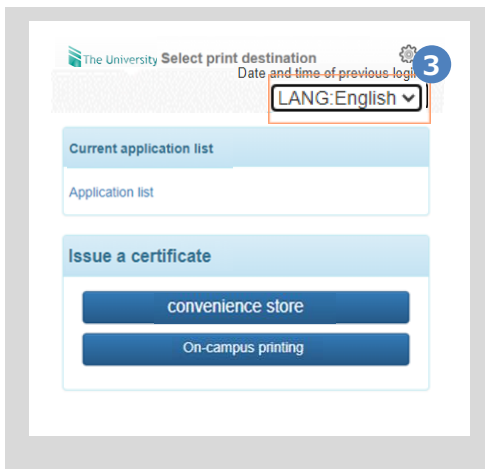 The University Select print destination
Date and time of previous login
3
LANG:English
Current application list
Application list
Issue a certificate
convenience store
On-campus printing